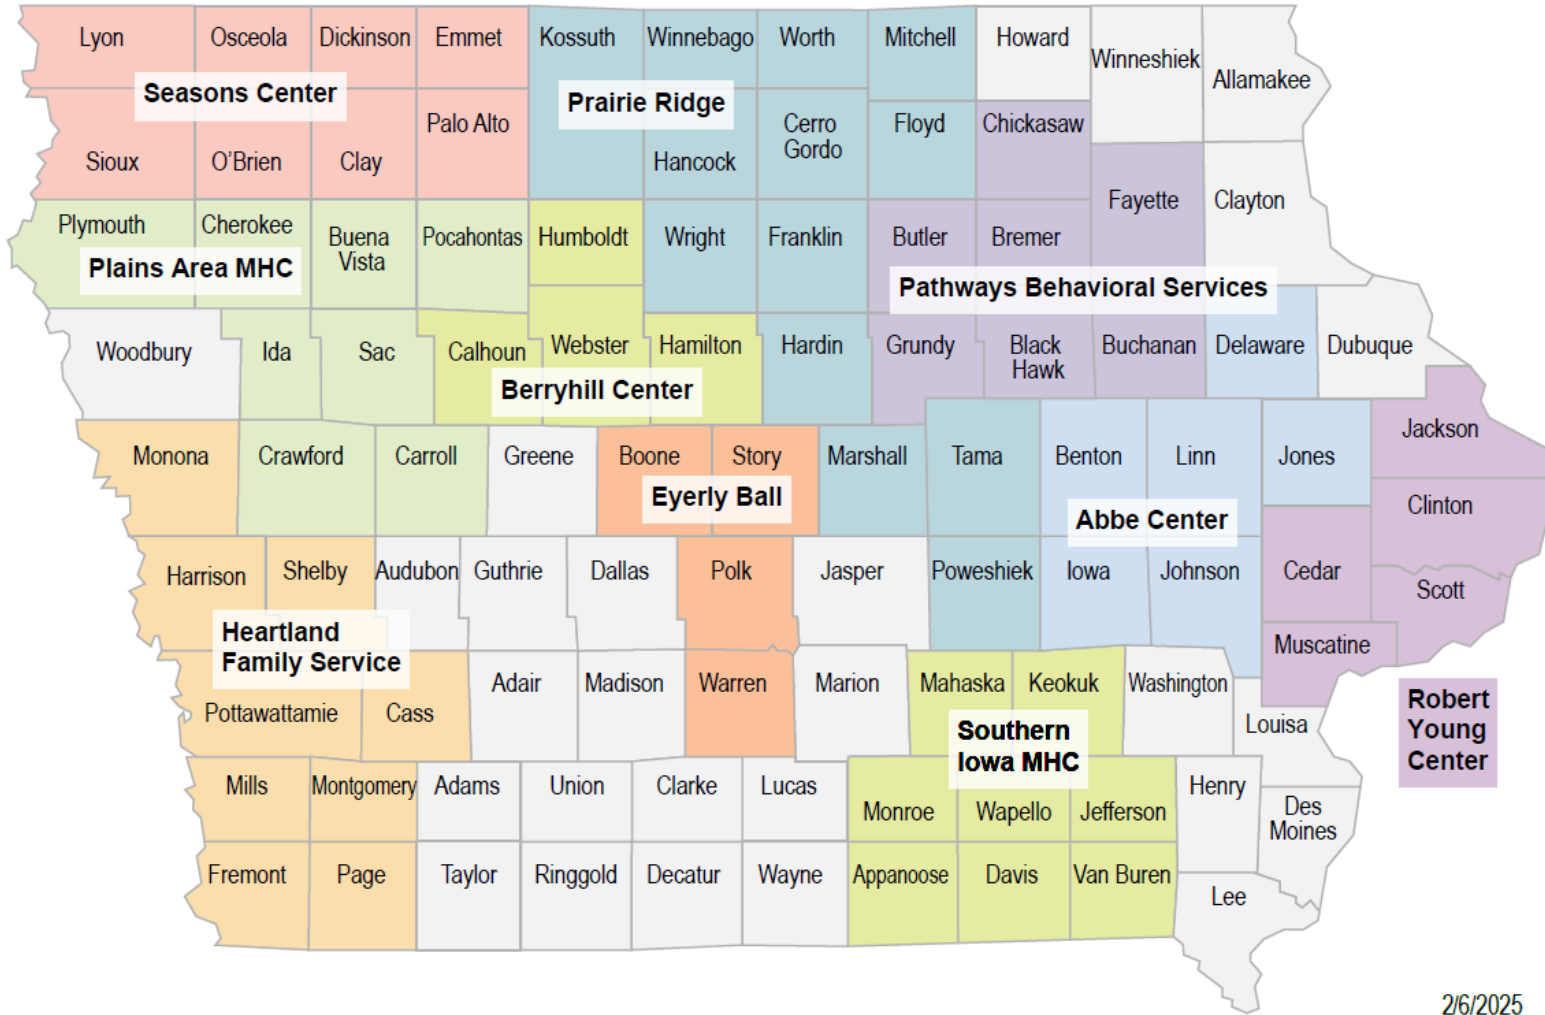 Lyon
Osceola
Dickinson
Emmet
Kossuth
Winnebago
Worth
Mitchell
Howard
Winneshiek
Allamakee
Seasons Center
Prairie Ridge
Palo Alto
Cerro
Gordo
Floyd
Chickasaw
Sioux
O'Brien
Clay
Hancock
Fayette
Clayton
Plymouth
Cherokee
Buena
Vista
Pocahontas
Humboldt
Wright
Franklin
Butler
Bremer
Plains Area MHC
Pathways Behavioral Services
Woodbury
Ida
Sac
Calhoun
Webster
Hamilton
Hardin
Grundy
Black
Hawk
Buchanan
Delaware
Dubuque
Berryhill Center
Jackson
Monona
Crawford
Carroll
Greene
Boone
Story
Marshall
Tama
Benton
Linn
Jones
Eyerly Ball
Abbe Center
Clinton
Harrison
Shelby
Audubon
Guthrie
Dallas
Polk
Jasper
Poweshiek
Iowa
Johnson
Cedar
Scott
Heartland
Family Service
Muscatine
Adair
Madison
Warren
Marion
Mahaska
Keokuk
Washington
Robert
Young
Center
Pottawattamie
Cass
Southern
Iowa MHC
Louisa
Mills
Montgomery
Adams
Union
Clarke
Lucas
Monroe
Wapello
Jefferson
Henry
Des
Moines
Fremont
Page
Taylor
Ringgold
Decatur
Wayne
Appanoose
Davis
Van Buren
Lee
2/6/2025